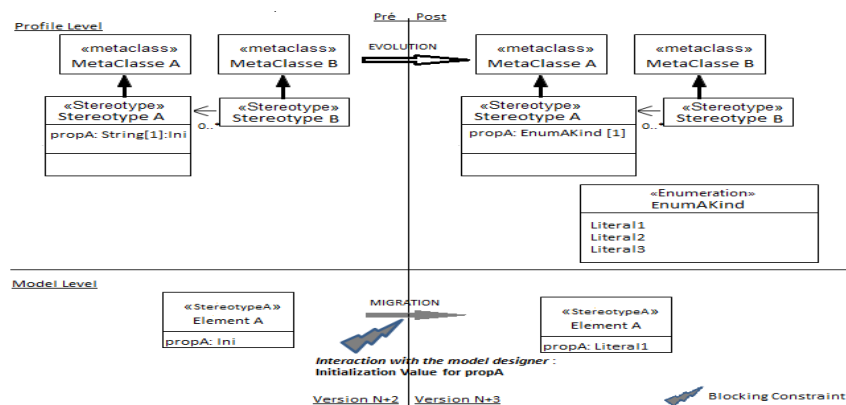 Pré Post
Profile Level
«metaclass»
MetaClasse A
«metaclass»
MetaClasse B
EVOLUTION
«metaclass»
MetaClasse A
«metaclass»
MetaClasse B
«Stereotype»
Stereotype A
propA: String[1]:Ini
0..*
«Stereotype»
Stereotype B
«Stereotype»
Stereotype A
propA: EnumAKind [1]
0..*
«Stereotype»
Stereotype B
«Enumeration»
EnumAKind
Literal1
Literal2
Literal3
Model Level
«StereotypeA»
Element A
propA: Ini
MIGRATION
«StereotypeA»
Element A
propA: Literal1
Interaction with the model designer :
Initialization Value for propA
Version N+2 Version N+3
Blocking Constraint